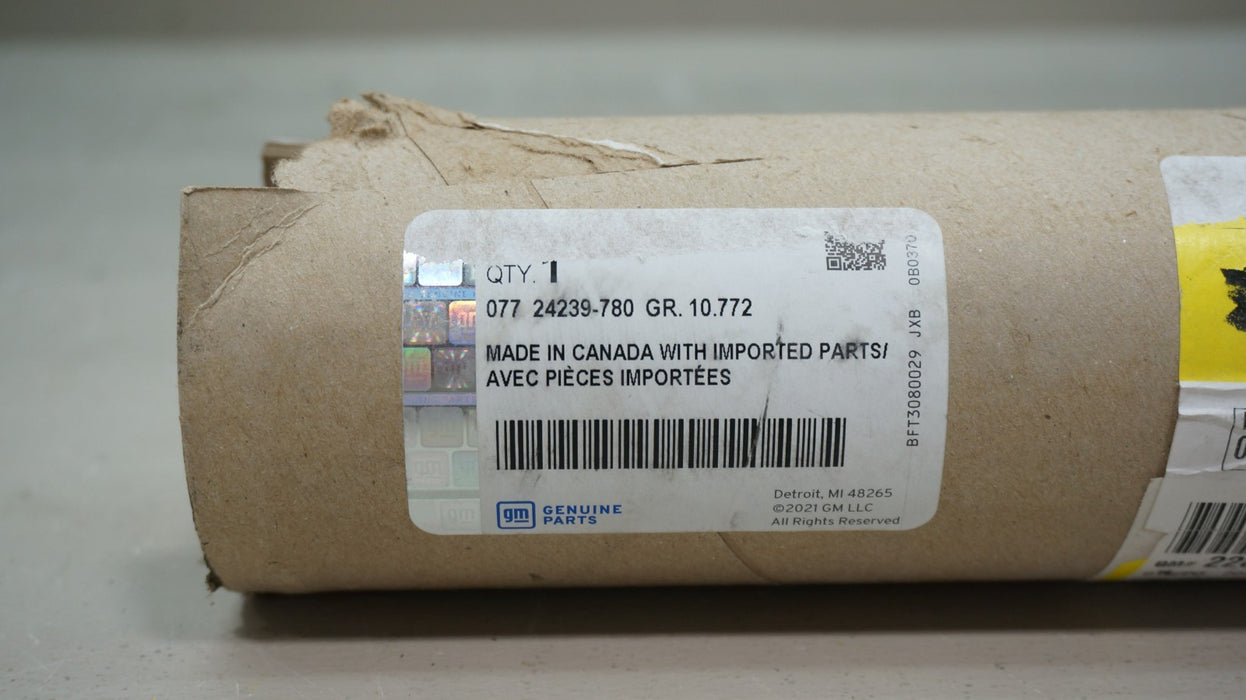 QTY. 1
077 24239-780 GR. 10.772
MADE IN CANADA WITH IMPORTED PARTS/
AVEC PIÈCES IMPORTÉES
gm GENUINE
PARTS
Detroit, MI 48265
©2021 GM LLC
All Rights Reserved
BFT3080029 JXB 0B0370